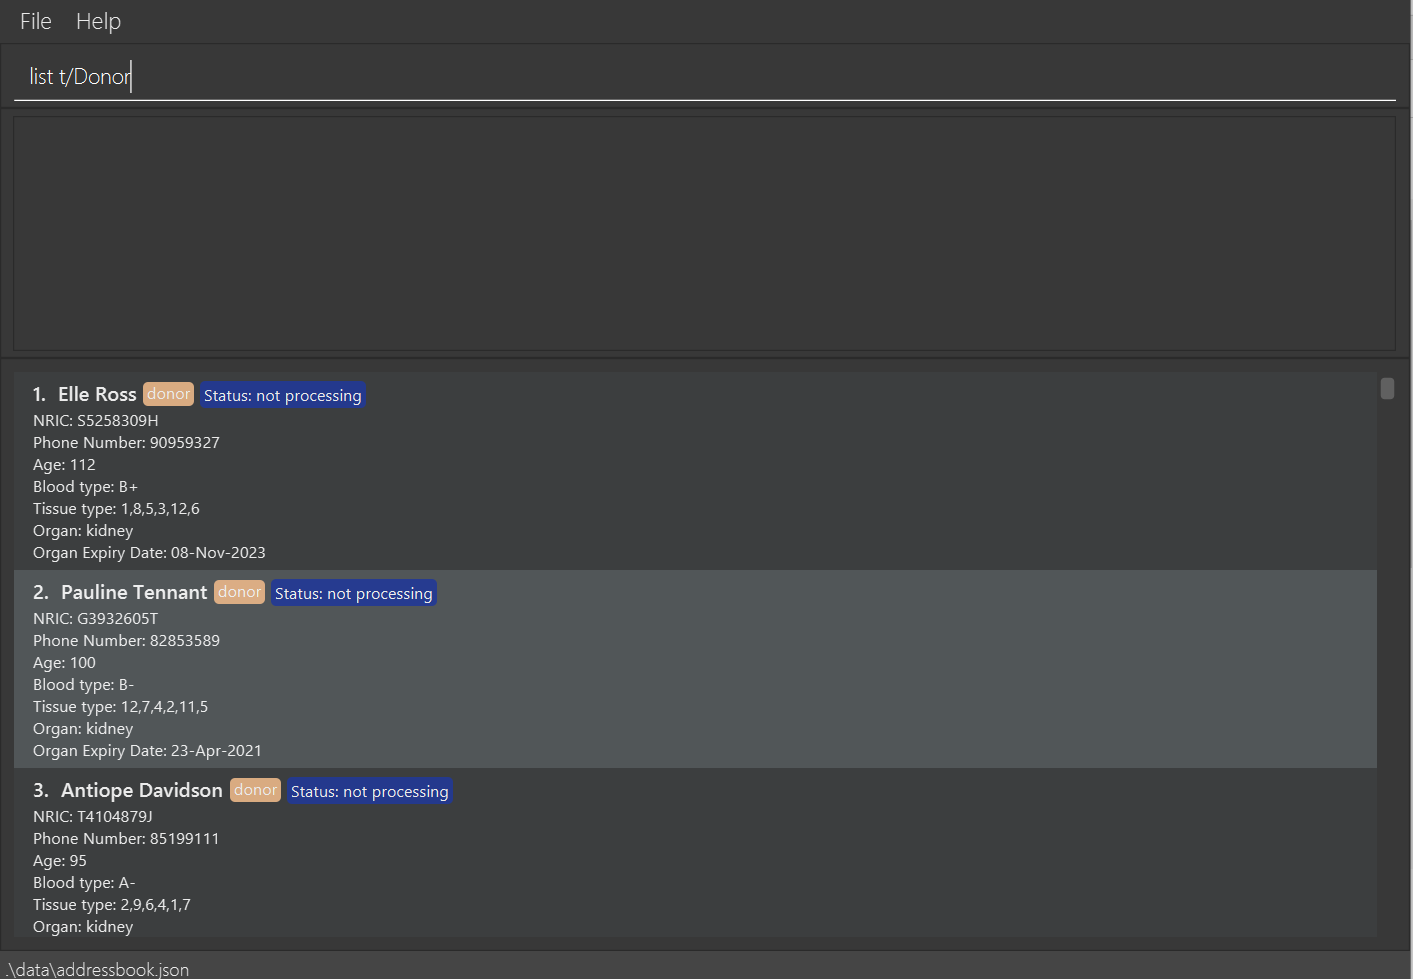 File Help
list t/Donor
1. Elle Ross donor Status: not processing
NRIC: S5258309H
Phone Number: 90959327
Age: 112
Blood type: B+
Tissue type: 1,8,5,3,12,6
Organ: kidney
Organ Expiry Date: 08-Nov-2023
2. Pauline Tennant donor Status: not processing
NRIC: G3932605T
Phone Number: 82853589
Age: 100
Blood type: B-
Tissue type: 12,7,4,2,11,5
Organ: kidney
Organ Expiry Date: 23-Apr-2021
3. Antiope Davidson donor Status: not processing
NRIC: T4104879J
Phone Number: 85199111
Age: 95
Blood type: A-
Tissue type: 2,9,6,4,1,7
Organ: kidney
.\data\addressbook.json